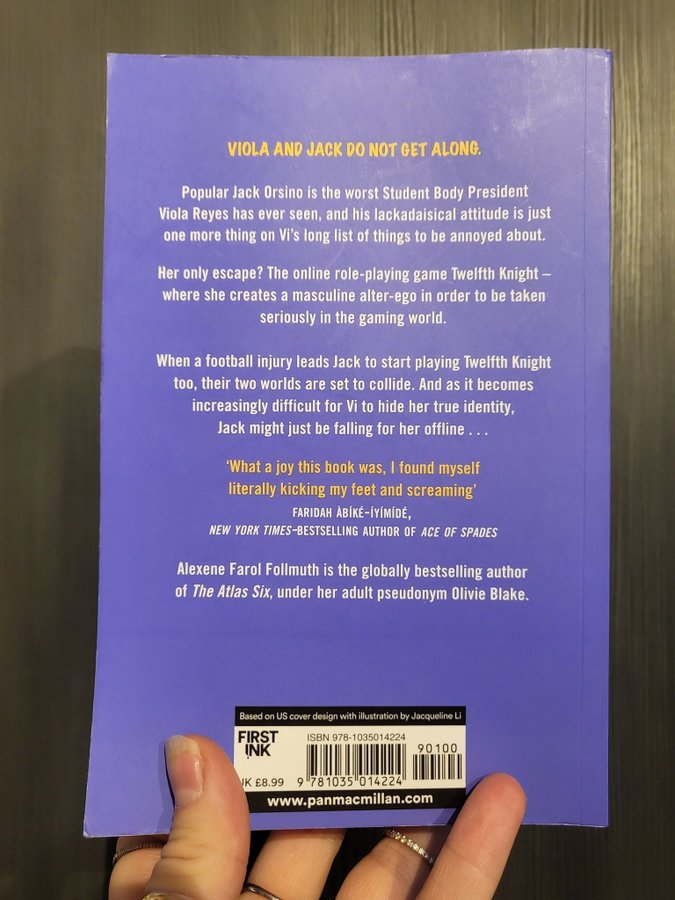 VIOLA AND JACK DO NOT GET ALONG.
Popular Jack Orsino is the worst Student Body President
Viola Reyes has ever seen, and his lackadaisical attitude is just
one more thing on Vi's long list of things to be annoyed about.
Her only escape? The online role-playing game Twelfth Knight –
where she creates a masculine alter-ego in order to be taken
seriously in the gaming world.
When a football injury leads Jack to start playing Twelfth Knight
too, their two worlds are set to collide. And as it becomes
increasingly difficult for Vi to hide her true identity,
Jack might just be falling for her offline . . .
'What a joy this book was, I found myself
literally kicking my feet and screaming'
FARIDAH ÀBÍKÉ-ÍYÍMÍDÉ,
NEW YORK TIMES-BESTSELLING AUTHOR OF ACE OF SPADES
Alexene Farol Follmuth is the globally bestselling author
of The Atlas Six, under her adult pseudonym Olivie Blake.
Based on US cover design with illustration by Jacqueline Li
FIRST
INK
ISBN 978-1035014224
90100
UK £8.99
9 781035 014224
www.panmacmillan.com